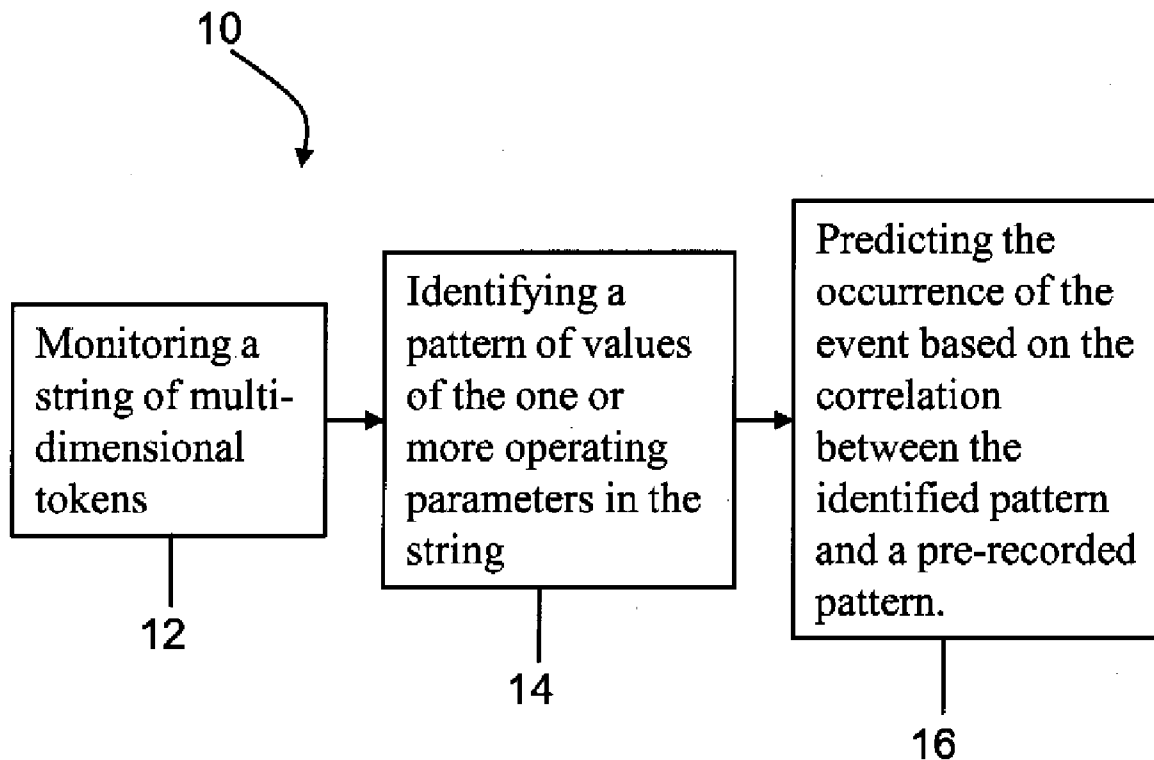 10
Monitoring a
string of multi-
dimensional
tokens
12
Identifying a
pattern of values
of the one or
more operating
parameters in the
string
14
Predicting the
occurrence of the
event based on the
correlation
between the
identified pattern
and a pre-recorded
pattern.
16